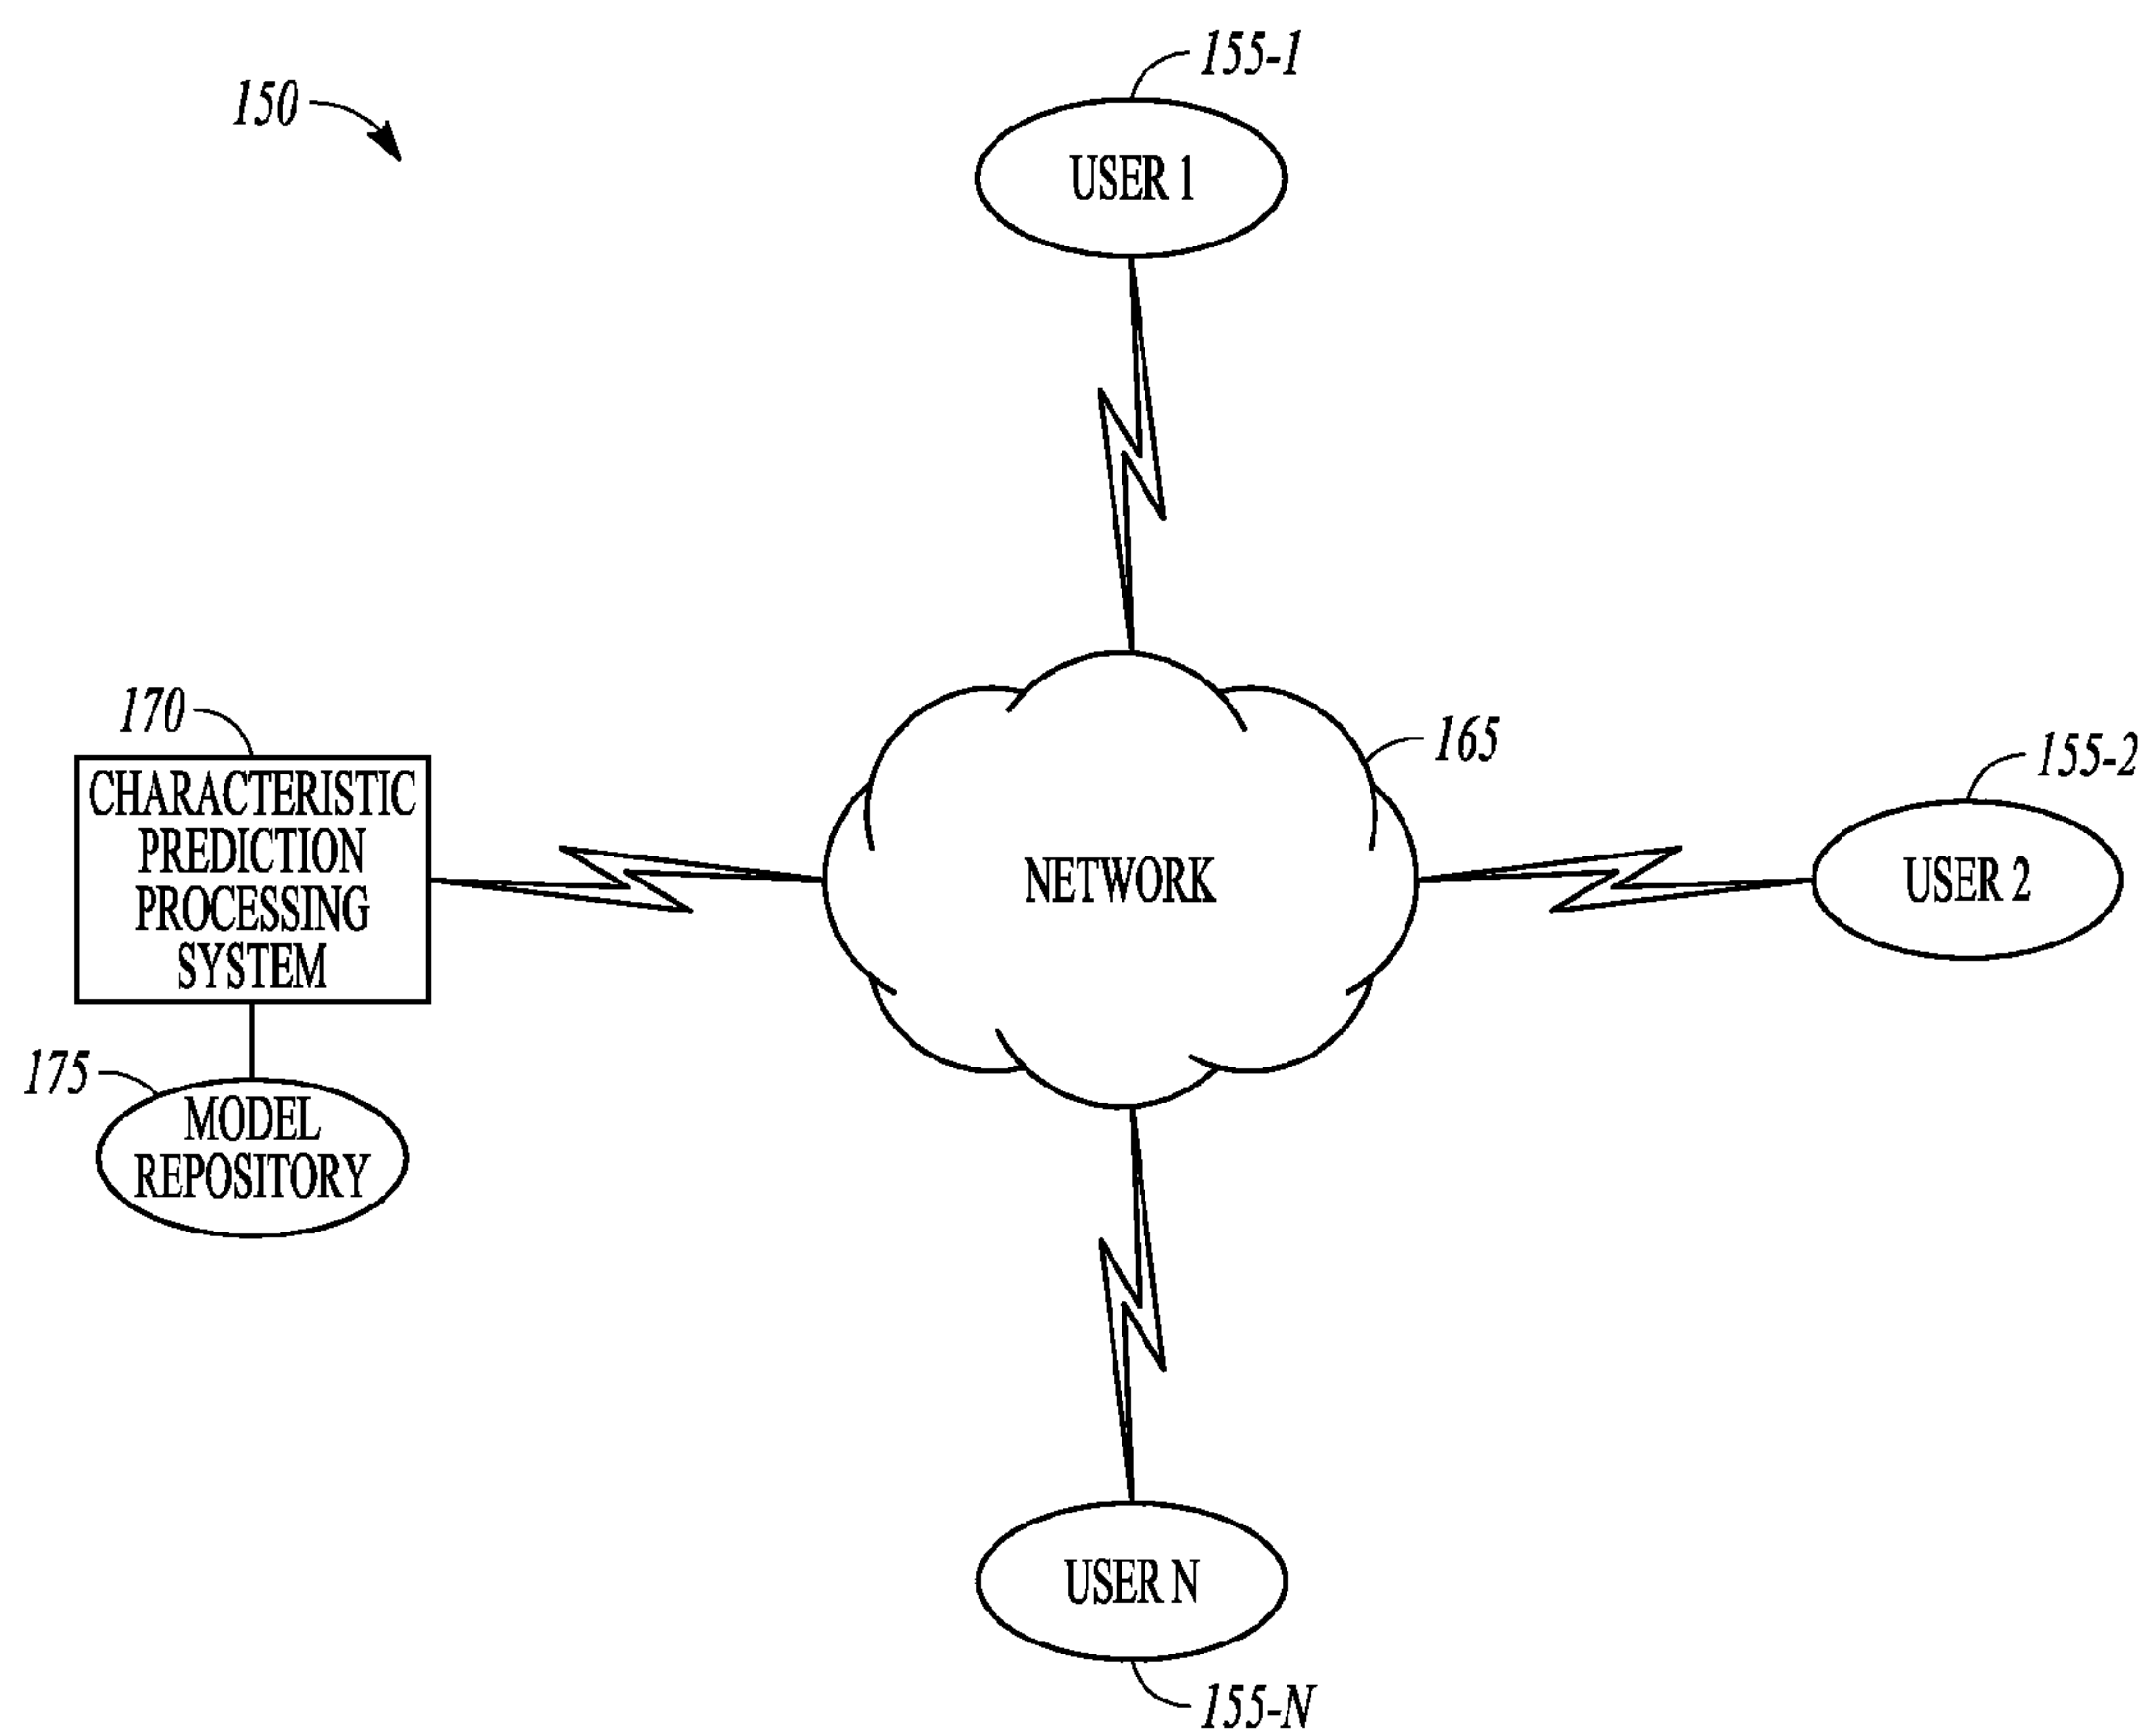 155-1
150
USER 1
170
165
155-2
CHARACTERISTIC
PREDICTION
PROCESSING
SYSTEM
NETWORK
USER 2
175
MODEL
REPOSITORY
USER N
155-N